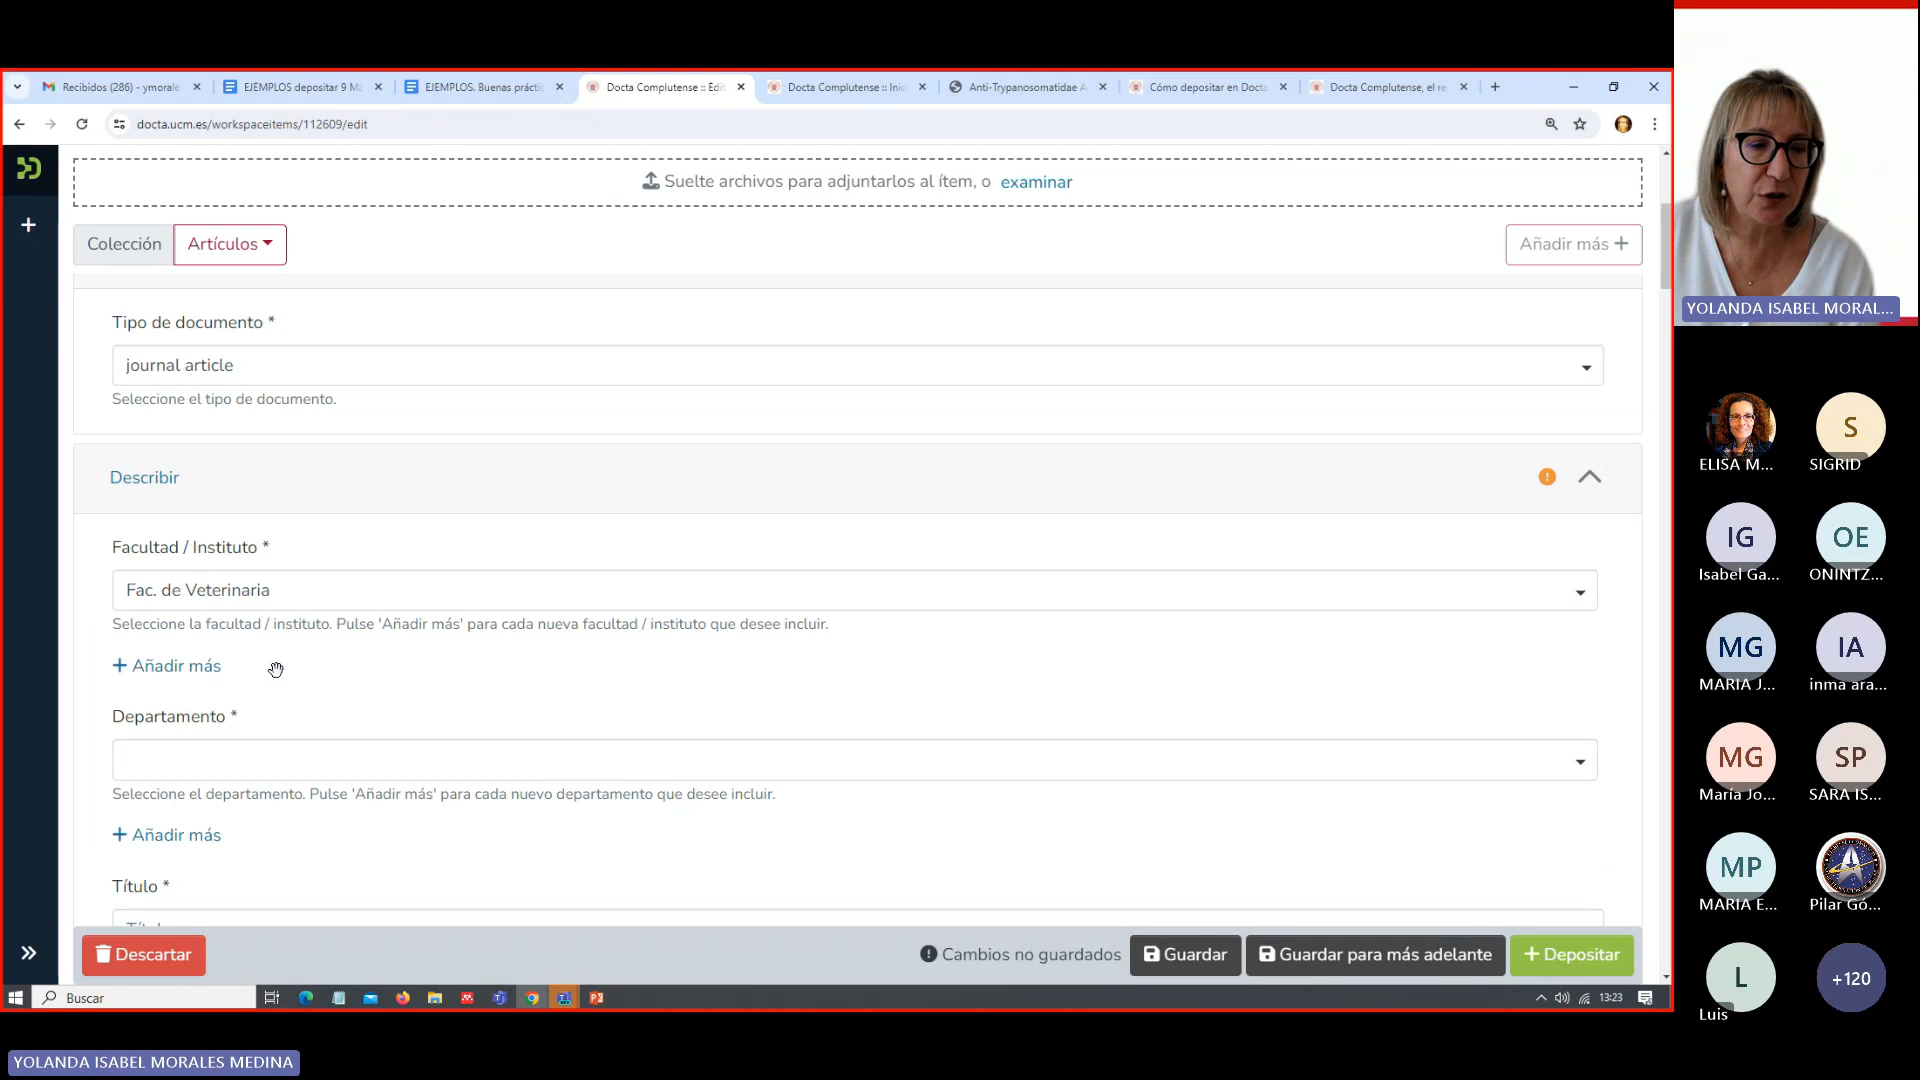 Recibidos (286) - ymorale
EJEMPLOS depositar 9 Ma
EJEMPLOS. Buenas prácti
Docta Complutense :: Edit
Docta Complutense :: Inic
Anti-Trypanosomatidae A
Cómo depositar en Docta
Docta Complutense, el re
docta.ucm.es/workspaceitems/112609/edit
Suelte archivos para adjuntarlos al ítem, o examinar
Colección
Artículos
Añadir más +
Tipo de documento *
journal article
Seleccione el tipo de documento.
Describir
Facultad / Instituto *
Fac. de Veterinaria
Seleccione la facultad / instituto. Pulse 'Añadir más' para cada nueva facultad / instituto que desee incluir.
+ Añadir más
Departamento *
Seleccione el departamento. Pulse 'Añadir más' para cada nuevo departamento que desee incluir.
+ Añadir más
Título *
Descartar
Cambios no guardados
Guardar
Guardar para más adelante
+ Depositar
Buscar
13:23
YOLANDA ISABEL MORALES MEDINA
YOLANDA ISABEL MORAL...
ELISA M...
S
SIGRID
IG
Isabel Ga...
OE
ONINTZ...
MG
MARIA J...
IA
inma ara...
MG
María Jo...
SP
SARA IS...
MP
MARIA E...
Pilar Gó...
L
Luis
+120